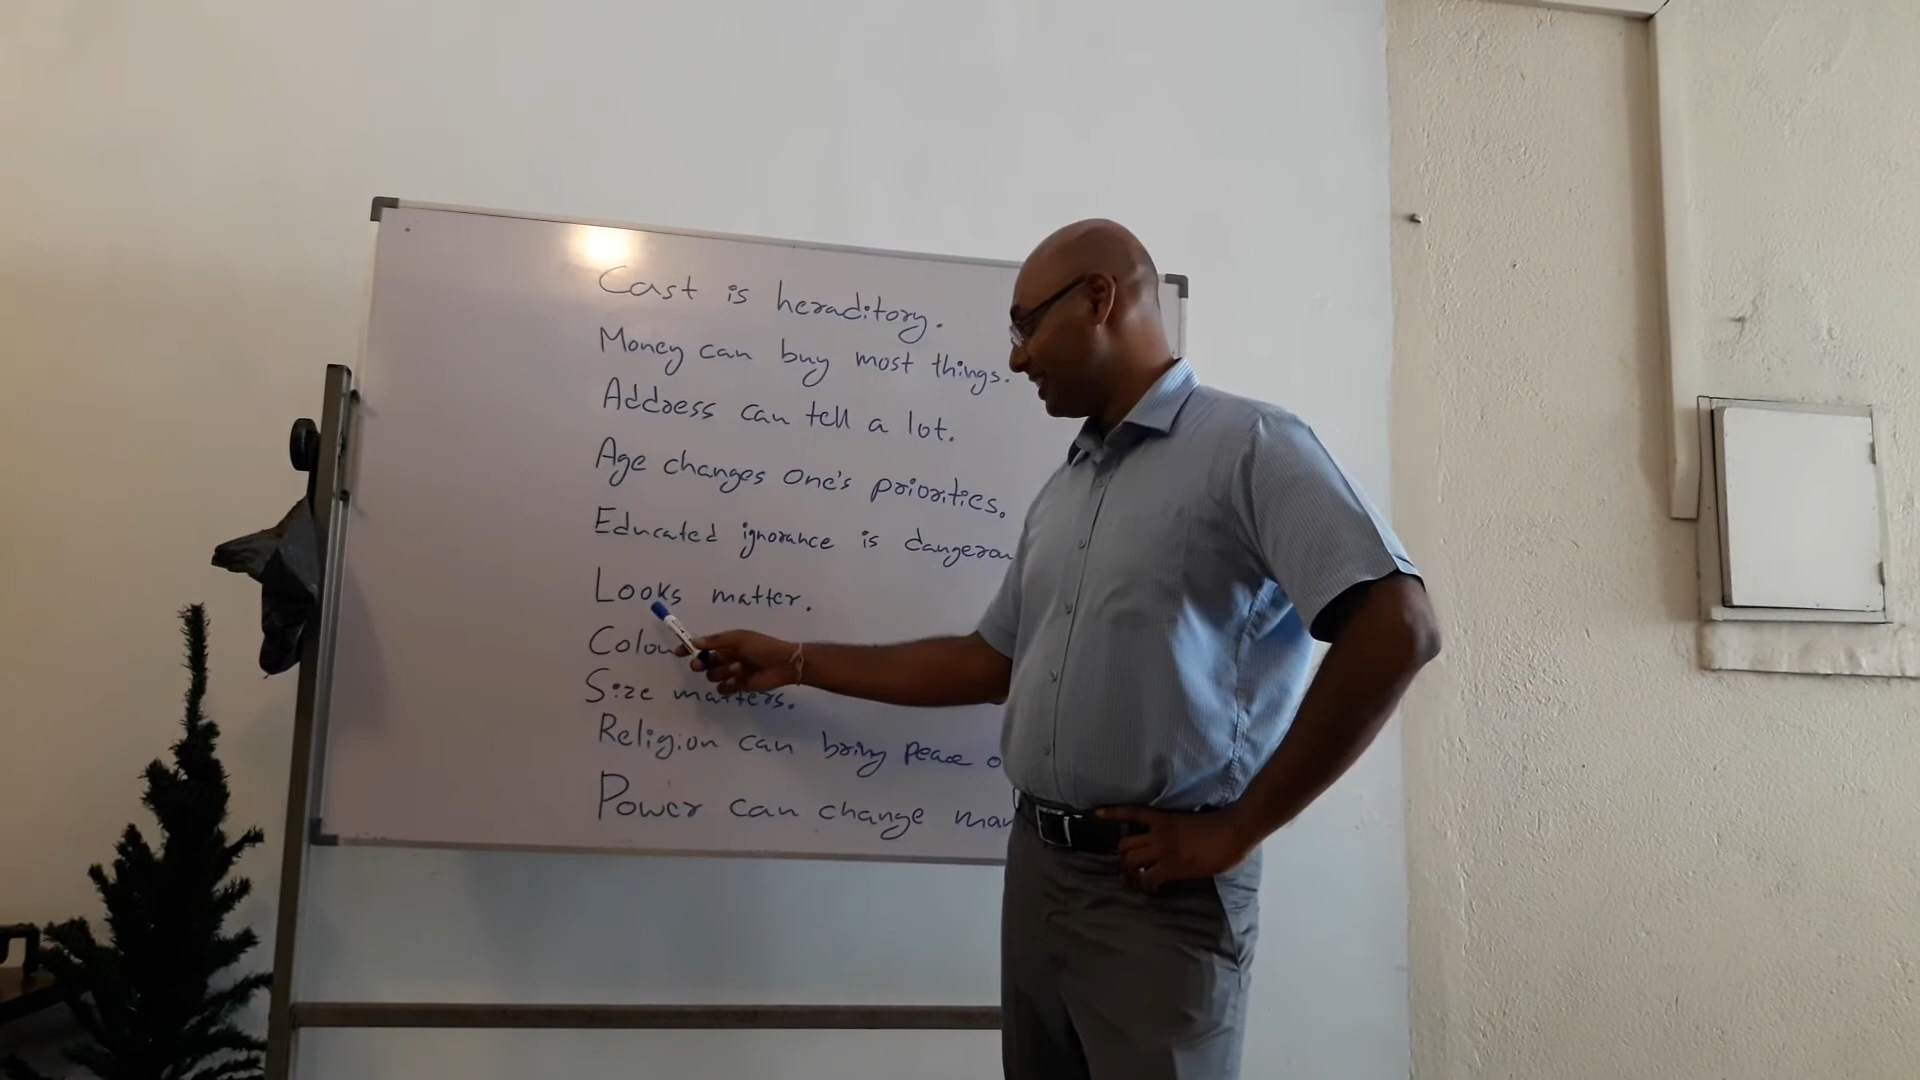 Cast is heraditory.
Money can buy most things.
Address can tell a lot.
Age changes one's priorities.
Educated ignorance is dangerou
Looks matter.
Colou
Size matters.
Religion can bring peace o
Power can change man